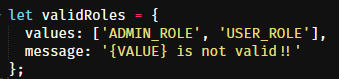 let validRoles = {
values: ['ADMIN_ROLE', 'USER_ROLE'],
message: '{VALUE} is not valid!!'
};